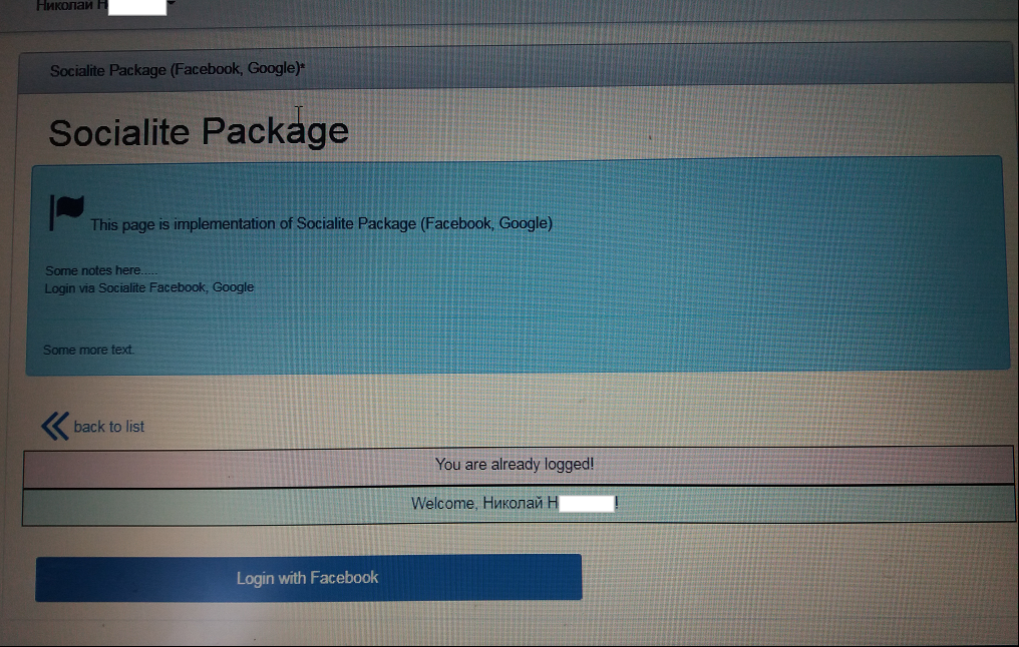 Николай Н
Socialite Package (Facebook, Google)*
Socialite Package
This page is implementation of Socialite Package (Facebook, Google)
Some notes here.....
Login via Socialite Facebook, Google
Some more text.
back to list
You are already logged!
Welcome, Николай Н !
Login with Facebook